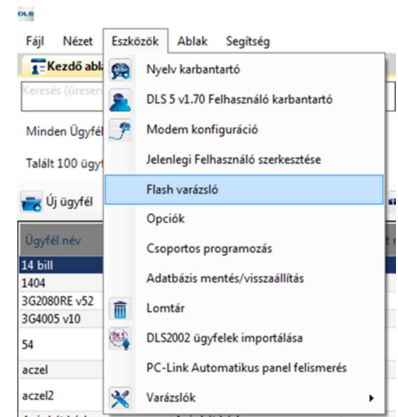 DLS
Fájl Nézet Eszközök Ablak Segítség
Kezdő abl
Keresés (üresen
Minden Ügyfél
Talált 100 ügyf
Új ügyfél
Ügyfél név
14 bill
1404
3G2080RE v52
3G4005 v10
54
aczel
aczel2
Nyelv karbantartó
DLS 5 v1.70 Felhasználó karbantartó
Modem konfiguráció
Jelenlegi Felhasználó szerkesztése
Flash varázsló
Opciók
Csoportos programozás
Adatbázis mentés/visszaállítás
Lomtár
DLS2002 ügyfelek importálása
PC-Link Automatikus panel felismerés
Varázslók